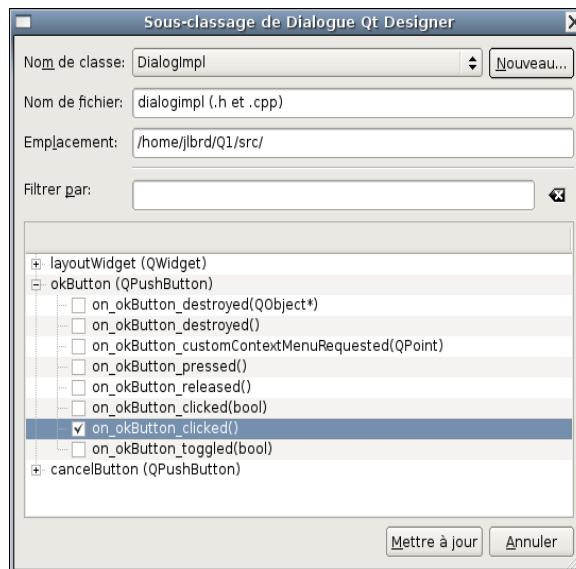 Sous-classage de Dialogue Qt Designer
Nom de classe: DialogImpl Nouveau...
Nom de fichier: dialogimpl (.h et .cpp)
Emplacement: /home/jlbrd/Q1/src/
Filtrer par:
layoutWidget (QWidget)
okButton (QPushButton)
on_okButton_destroyed(QObject*)
on_okButton_destroyed()
on_okButton_customContextMenuRequested(QPoint)
on_okButton_pressed()
on_okButton_released()
on_okButton_clicked(bool)
on_okButton_clicked()
on_okButton_toggled(bool)
cancelButton (QPushButton)
Mettre à jour Annuler